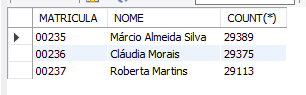 MATRICULA NOME COUNT(*)
00235 Márcio Almeida Silva 29389
00236 Cláudia Morais 29375
00237 Roberta Martins 29113